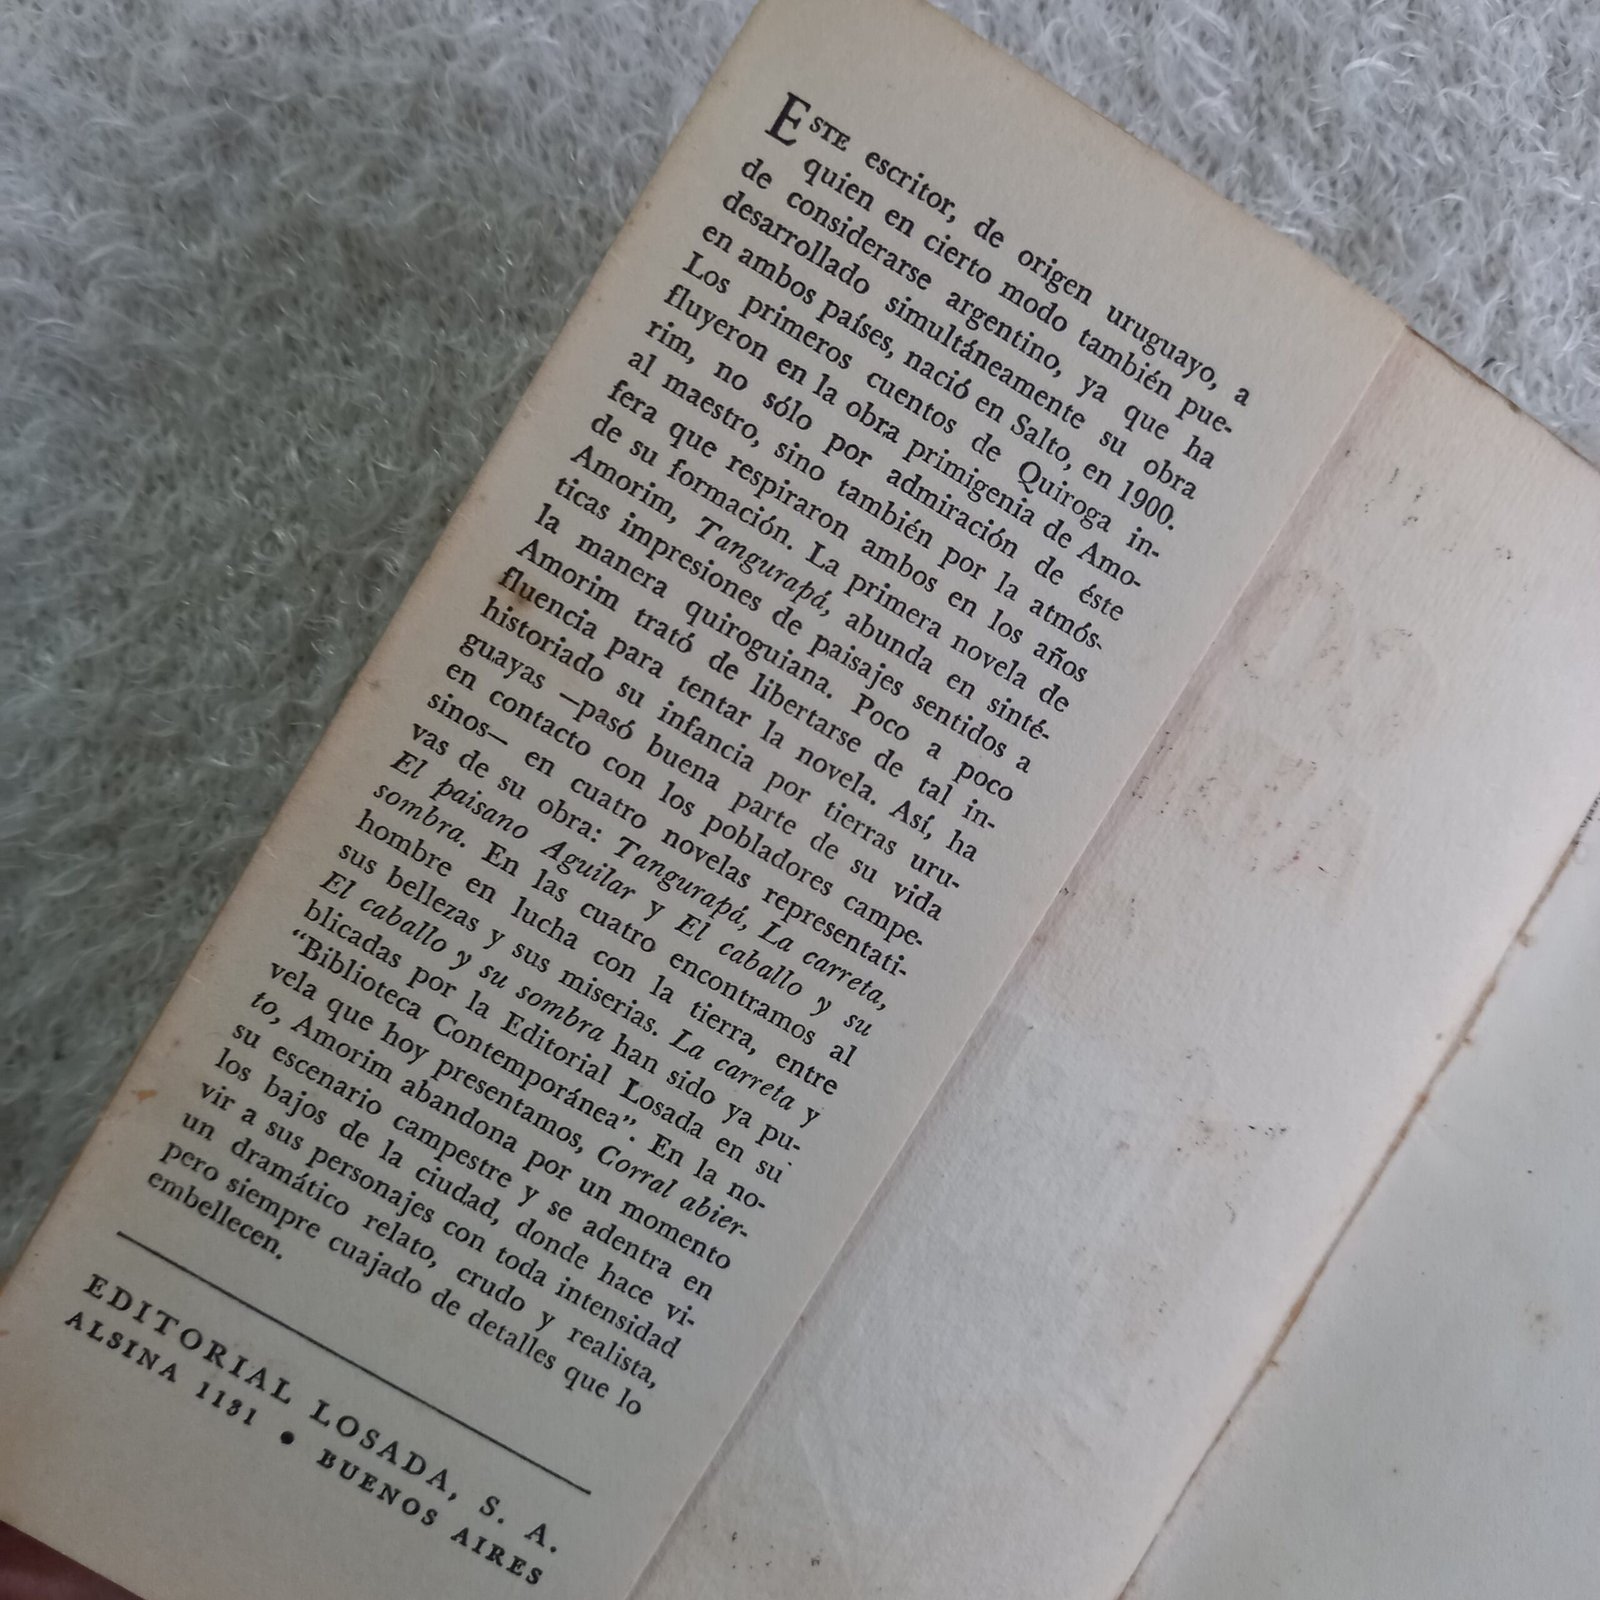 ESTE escritor, de origen uruguayo, a
quien en cierto modo también pue-
de considerarse argentino, ya que ha
desarrollado simultáneamente su obra
en ambos países, nació en Salto, en 1900.
Los primeros cuentos de Quiroga in-
fluyeron en la obra primigenia de Amo-
rim, no sólo por admiración de éste
al maestro, sino también por la atmós-
fera que respiraron ambos en los años
de su formación. La primera novela de
Amorim, Tangurapá, abunda en sinté-
ticas impresiones de paisajes sentidos a
la manera quiroguiana. Poco a poco
Amorim trató de libertarse de tal in-
fluencia para tentar la novela. Así, ha
historiado su infancia por tierras uru-
guayas —pasó buena parte de su vida
en contacto con los pobladores campe-
sinos— en cuatro novelas representati-
vas de su obra: Tangurapá, La carreta,
El paisano Aguilar y El caballo y su
sombra. En las cuatro encontramos al
hombre en lucha con la tierra, entre
sus bellezas y sus miserias. La carreta y
El caballo y su sombra han sido ya pu-
blicadas por la Editorial Losada en su
“Biblioteca Contemporánea”. En la no-
vela que hoy presentamos, Corral abier-
to, Amorim abandona por un momento
su escenario campestre y se adentra en
los bajos de la ciudad, donde hace vi-
vir a sus personajes con toda intensidad
un dramático relato, crudo y realista,
pero siempre cuajado de detalles que lo
embellecen.
EDITORIAL LOSADA, S. A.
ALSINA 1131 • BUENOS AIRES